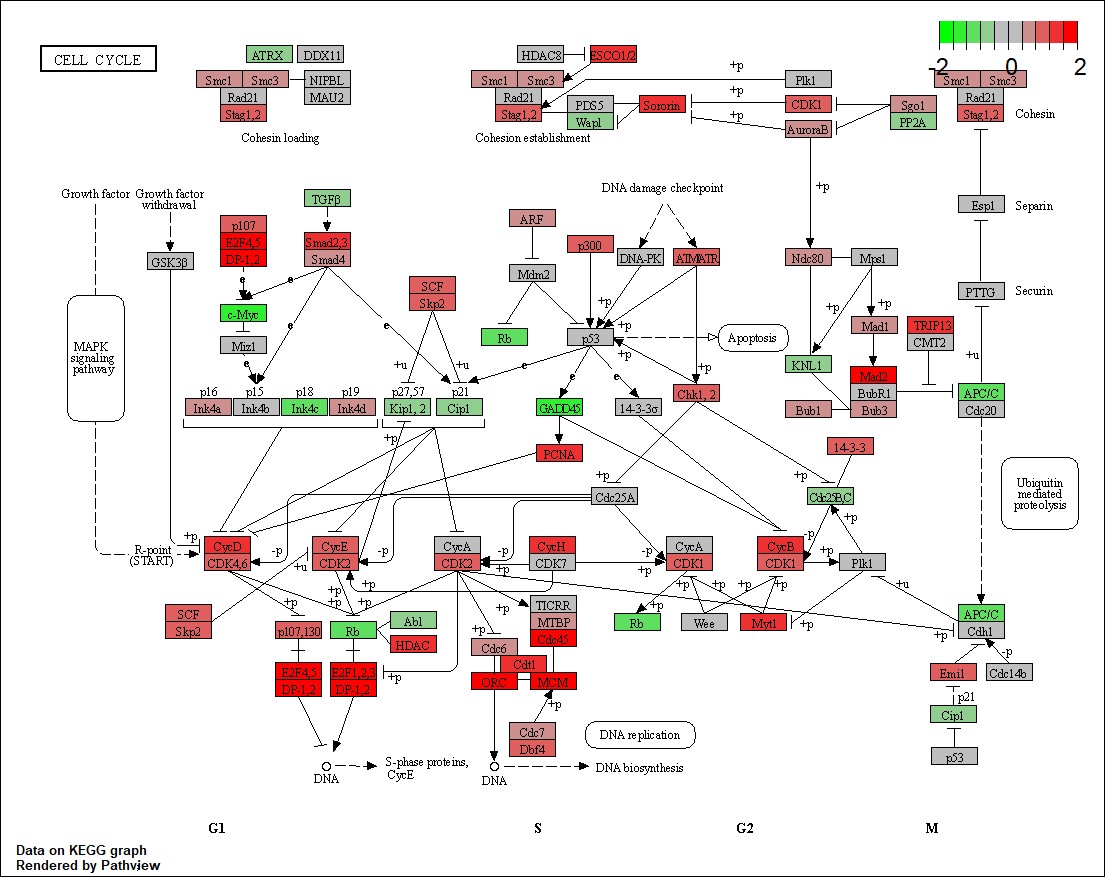 CELL CYCLE
ATRX
DDX11
Smc1
Smc3
NIPBL
Rad21
MAU2
Stag1,2
Cohesin loading
HDAC8
ESCO1/2
+p
Smc1
Smc3
Plk1
Rad21
PDS5
Sororin
+p
CDK1
Sgo1
Stag1,2
Wapl
+p
AuroraB
PP2A
Cohesion establishment
-2
0
2
Smc1
Smc3
Rad21
Stag1,2
Cohesin
Growth factor
Growth factor
withdrawal
TGFβ
DNA damage checkpoint
+p
Espl
Separin
p107
ARF
E2F4,5
Smad2,3
p300
DP-1,2
Smad4
GSK3β
DNA-PK
ATMATR
Ndc80
Mps1
Mdm2
SCF
Skp2
PTTG
Securin
e
e
e
e
c-Myc
+p
+p
+p
+p
Mad1
TRIP13
CMT2
Rb
p53
+p
Apoptosis
Miz1
MAPK
signaling
pathway
e
+u
+u
e
e
+p
KNL1
+u
Mad2
p16
p15
p18
p19
p27,57
p21
BubR1
APC/C
Ink4a
Ink4b
Ink4c
Ink4d
Kip1, 2
Cip1
GADD45
14-3-3σ
Chk1, 2
Bub1
Bub3
Cdc20
+p
PCNA
14-3-3
+p
+p
Cdc25A
Cdc25B,C
Ubiquitin
mediated
proteolysis
+p
+p
R-point
(START)
CycD
CDK4,6
-p
CycE
CDK2
-p
CycA
CDK2
-p
+p
CycH
CDK7
-p
+p
CycA
CDK1
CycB
CDK1
-p
+p
Plk1
+u
+p
+p
+u
SCF
Skp2
+p
+p
p107,130
Rb
Abl
HDAC
+p
+p
TICRR
MTBP
Cdc45
Cdc6
Cdt1
ORC
MCM
+p
+p
Rb
+p
+p
+p
Wee
Myt1
+p
+p
APC/C
Cdh1
E2F4,5
DP-1,2
E2F1,2,3
DP-1,2
+p
Emi1
-p
Cdc14b
p21
Cip1
Cdc7
Dbf4
DNA replication
p53
DNA
S-phase proteins,
CycE
DNA
DNA biosynthesis
G1
S
G2
M
Data on KEGG graph
Rendered by Pathview